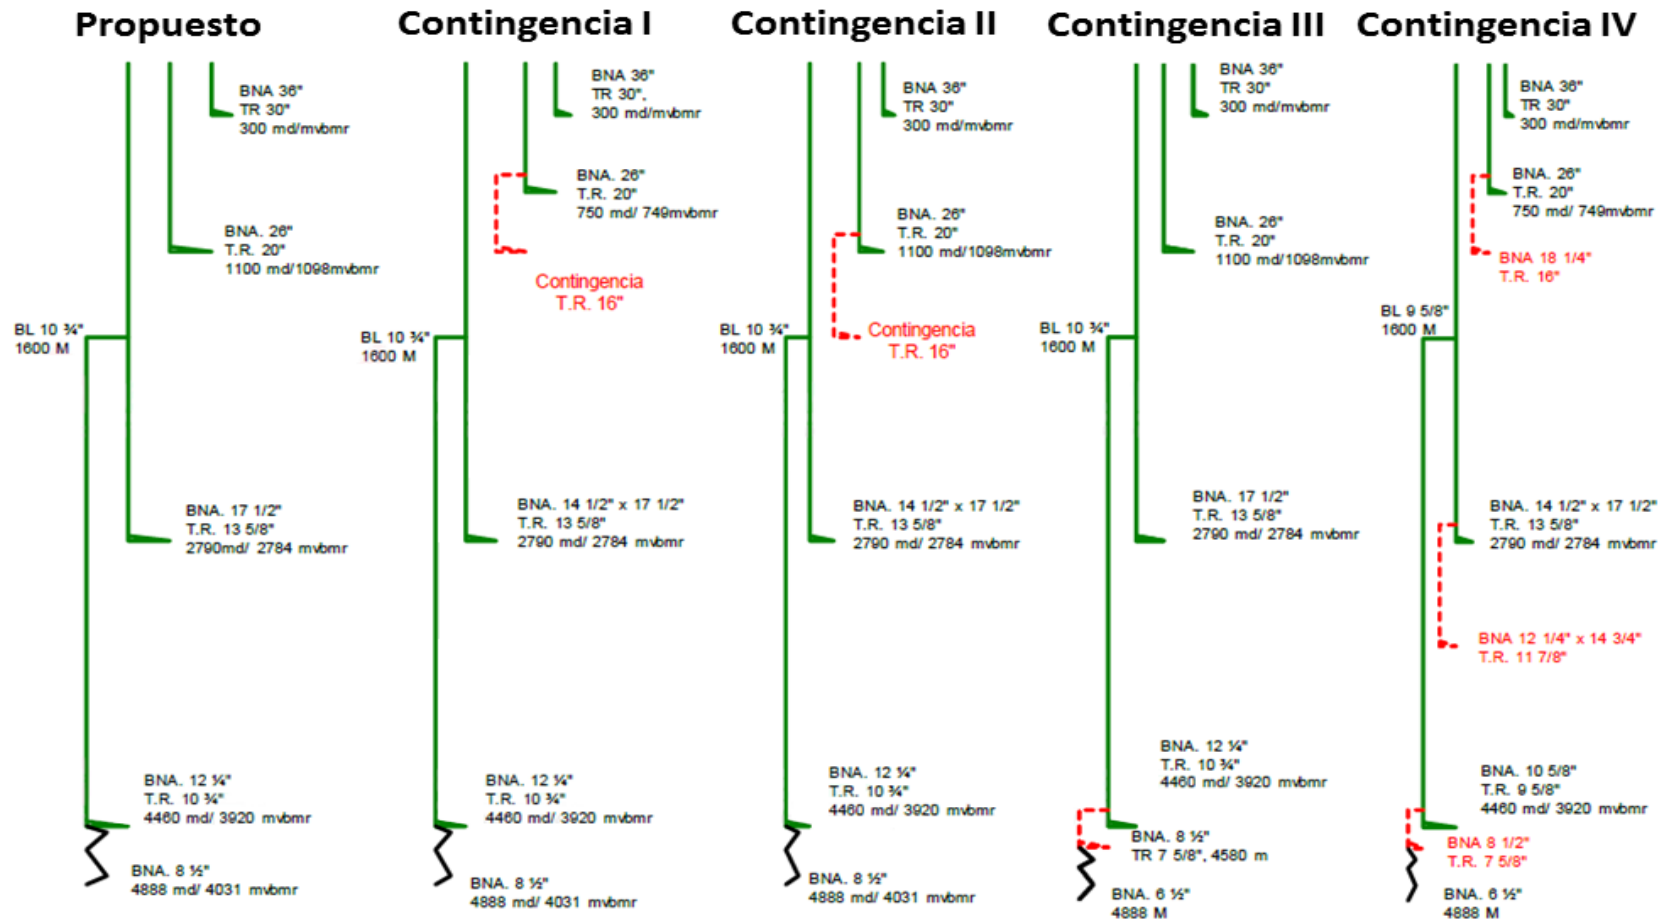 Propuesto
BNA 36"
TR 30"
300 md/mvbmr
BNA. 26"
T.R. 20"
1100 md/1098mvbmr
BL 10 ¾"
1600 M
BNA. 17 1/2"
T.R. 13 5/8"
2790md/ 2784 mvbmr
BNA. 12 ¼"
T.R. 10 ¾"
4460 md/ 3920 mvbmr
BNA. 8 ½"
4888 md/ 4031 mvbmr
Contingencia I
BNA 36"
TR 30",
300 md/mvbmr
BNA. 26"
T.R. 20"
750 md/ 749mvbmr
Contingencia
T.R. 16"
BL 10 ¾"
1600 M
BNA. 14 1/2" x 17 1/2"
T.R. 13 5/8"
2790 md/ 2784 mvbmr
BNA. 12 ¼"
T.R. 10 ¾"
4460 md/ 3920 mvbmr
BNA. 8 ½"
4888 md/ 4031 mvbmr
Contingencia II
BNA 36"
TR 30"
300 md/mvbmr
BNA. 26"
T.R. 20"
1100 md/1098mvbmr
Contingencia
T.R. 16"
BL 10 ¾"
1600 M
BNA. 14 1/2" x 17 1/2"
T.R. 13 5/8"
2790 md/ 2784 mvbmr
BNA. 12 ¼"
T.R. 10 ¾"
4460 md/ 3920 mvbmr
BNA. 8 ½"
4888 md/ 4031 mvbmr
Contingencia III
BNA 36"
TR 30"
300 md/mvbmr
BNA. 26"
T.R. 20"
1100 md/1098mvbmr
BL 10 ¾"
1600 M
BNA. 17 1/2"
T.R. 13 5/8"
2790 md/ 2784 mvbmr
BNA. 12 ¼"
T.R. 10 ¾"
4460 md/ 3920 mvbmr
BNA. 8 ½"
TR 7 5/8", 4580 m
BNA. 6 ½"
4888 M
Contingencia IV
BNA 36"
TR 30"
300 md/mvbmr
BNA. 26"
T.R. 20"
750 md/ 749mvbmr
BNA 18 1/4"
T.R. 16"
BL 9 5/8"
1600 M
BNA. 14 1/2" x 17 1/2"
T.R. 13 5/8"
2790 md/ 2784 mvbmr
BNA 12 1/4" x 14 3/4"
T.R. 11 7/8"
BNA. 10 5/8"
T.R. 9 5/8"
4460 md/ 3920 mvbmr
BNA 8 1/2"
T.R. 7 5/8"
BNA. 6 ½"
4888 M